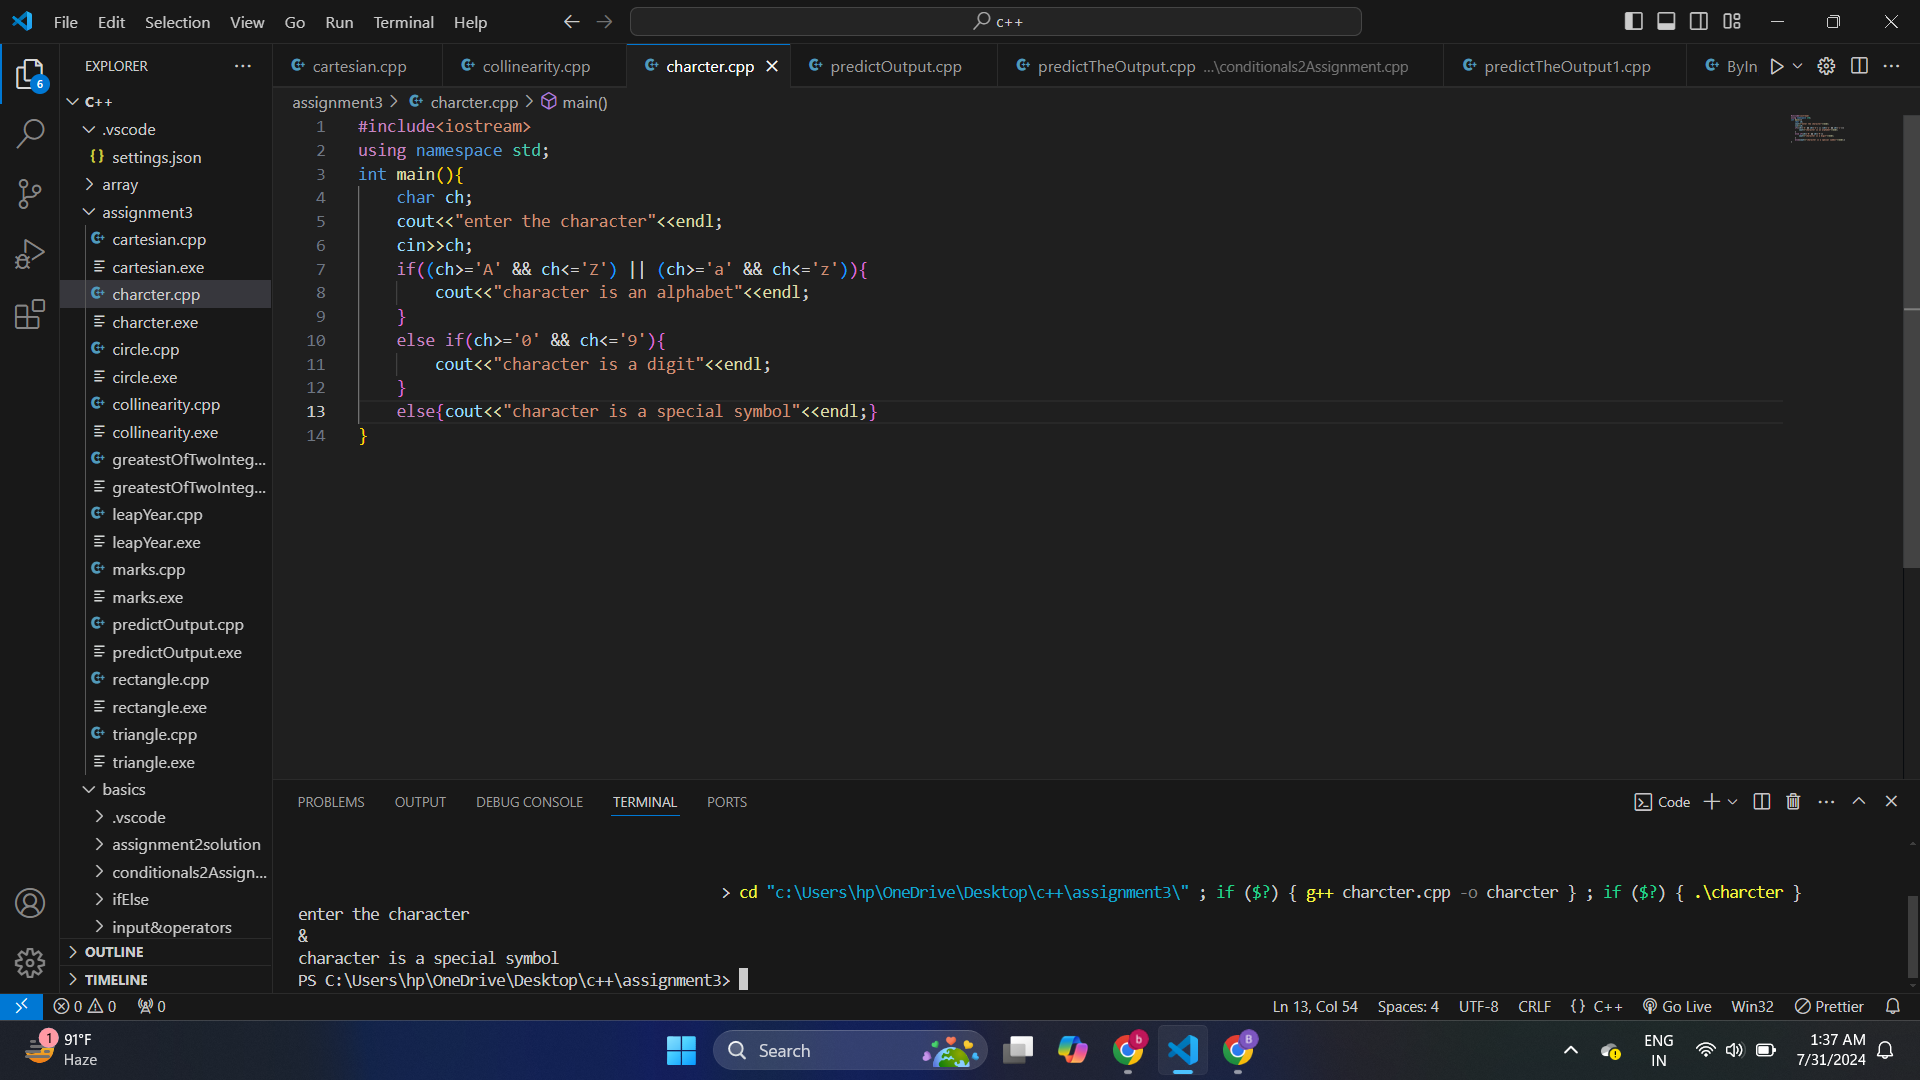 File Edit Selection View Go Run Terminal Help
c++
EXPLORER
cartesian.cpp
collinearity.cpp
charcter.cpp
predictOutput.cpp
predictTheOutput.cpp ...\conditionals2Assignment.cpp
predictTheOutput1.cpp
ByIn
6
C++
.vscode
settings.json
array
assignment3
cartesian.cpp
cartesian.exe
charcter.cpp
charcter.exe
circle.cpp
circle.exe
collinearity.cpp
collinearity.exe
greatestOfTwoInteg...
greatestOfTwoInteg...
leapYear.cpp
leapYear.exe
marks.cpp
marks.exe
predictOutput.cpp
predictOutput.exe
rectangle.cpp
rectangle.exe
triangle.cpp
triangle.exe
basics
.vscode
assignment2solution
conditionals2Assign...
ifElse
input&operators
OUTLINE
TIMELINE
assignment3 > charcter.cpp > main()
1 #include<iostream>
2 using namespace std;
3 int main(){
4 char ch;
5 cout<<"enter the character"<<endl;
6 cin>>ch;
7 if((ch>='A' && ch<='Z') || (ch>='a' && ch<='z')){
8 cout<<"character is an alphabet"<<endl;
9 }
10 else if(ch>='0' && ch<='9'){
11 cout<<"character is a digit"<<endl;
12 }
13 else{cout<<"character is a special symbol"<<endl;}
14 }
PROBLEMS OUTPUT DEBUG CONSOLE TERMINAL PORTS
Code
> cd "c:\Users\hp\OneDrive\Desktop\c++\assignment3\" ; if ($?) { g++ charcter.cpp -o charcter } ; if ($?) { .\charcter }
enter the character
&
character is a special symbol
PS C:\Users\hp\OneDrive\Desktop\c++\assignment3>
0 0 0
Ln 13, Col 54 Spaces: 4 UTF-8 CRLF {} C++ Go Live Win32 Prettier
1
91°F
Haze
Search
b
B
ENG
IN
1:37 AM
7/31/2024